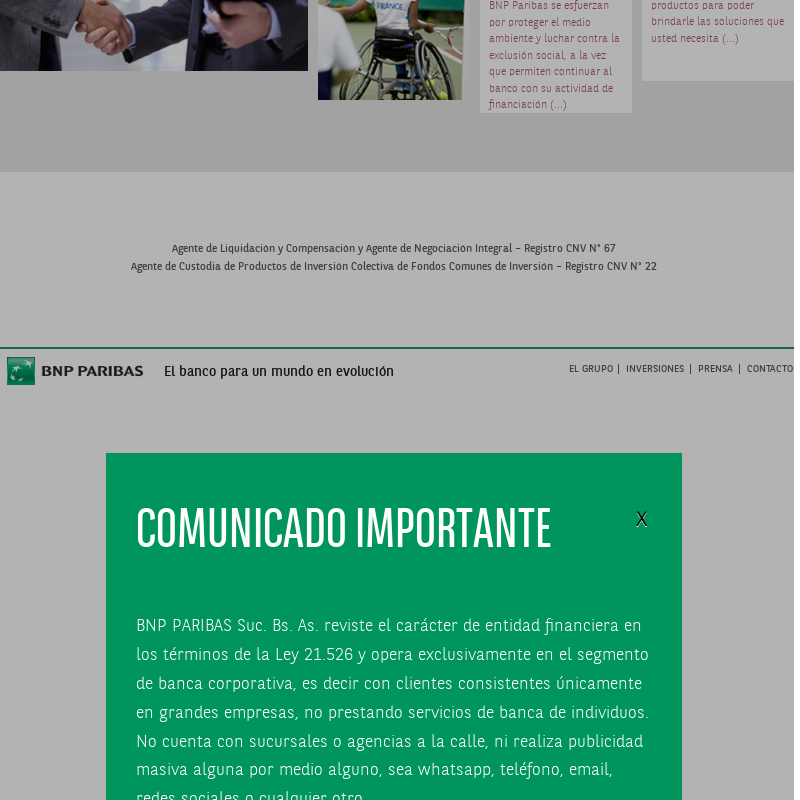 FRANCE
BNP Paribas se esfuerzan
por proteger el medio
ambiente y luchar contra la
exclusión social, a la vez
que permiten continuar al
banco con su actividad de
financiación (...)
productos para poder
brindarle las soluciones que
usted necesita (...)
Agente de Liquidación y Compensación y Agente de Negociación Integral – Registro CNV N° 67
Agente de Custodia de Productos de Inversión Colectiva de Fondos Comunes de Inversión – Registro CNV N° 22
BNP PARIBAS El banco para un mundo en evolución
EL GRUPO | INVERSIONES | PRENSA | CONTACTO
COMUNICADO IMPORTANTE
X
BNP PARIBAS Suc. Bs. As. reviste el carácter de entidad financiera en
los términos de la Ley 21.526 y opera exclusivamente en el segmento
de banca corporativa, es decir con clientes consistentes únicamente
en grandes empresas, no prestando servicios de banca de individuos.
No cuenta con sucursales o agencias a la calle, ni realiza publicidad
masiva alguna por medio alguno, sea whatsapp, teléfono, email,
redes sociales o cualquier otro